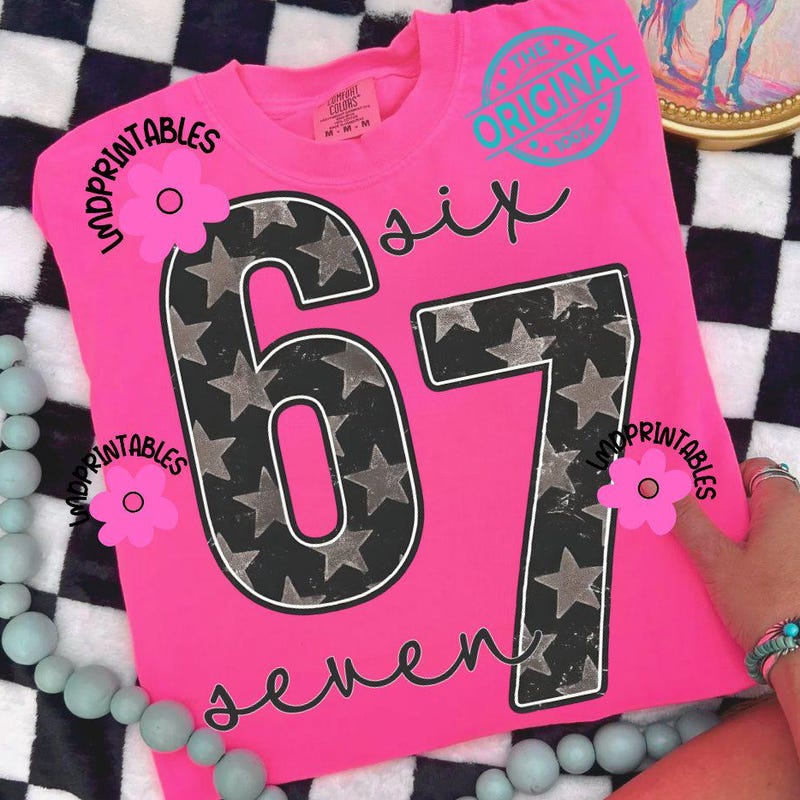 LMDPRINTABLES
THE
ORIGINAL
100%
COMFORT
COLORS
M - M - M
six
67
LMDPRINTABLES
LMDPRINTABLES
seven